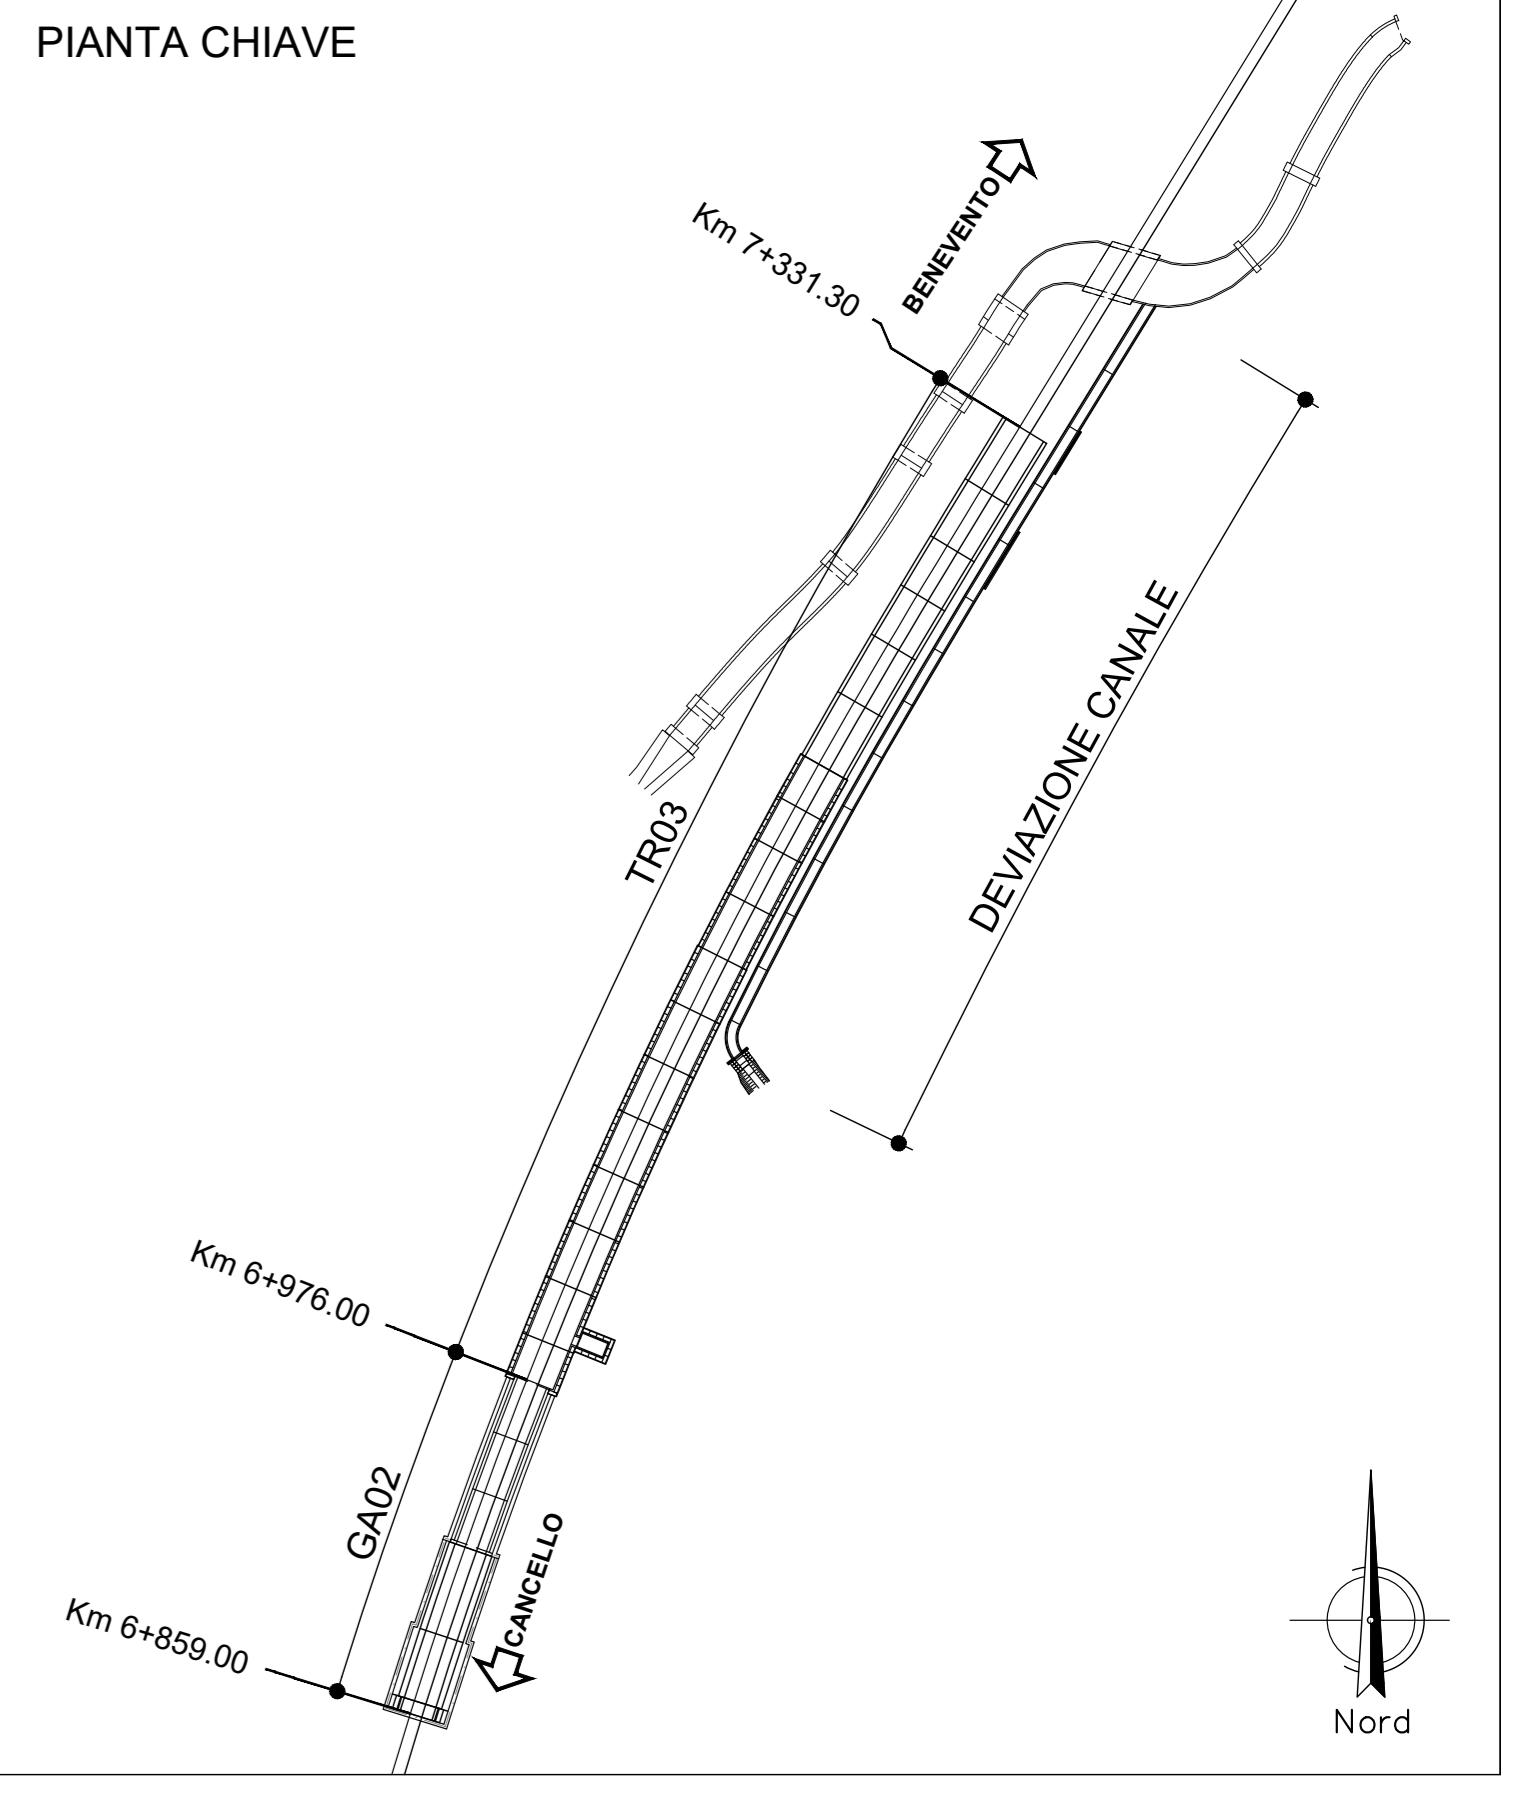 PIANTA CHIAVE
BENEVENTO
Km 7+331.30
DEVIAZIONE CANALE
TR03
Km 6+976.00
GA02
CANCELLO
Km 6+859.00
Nord